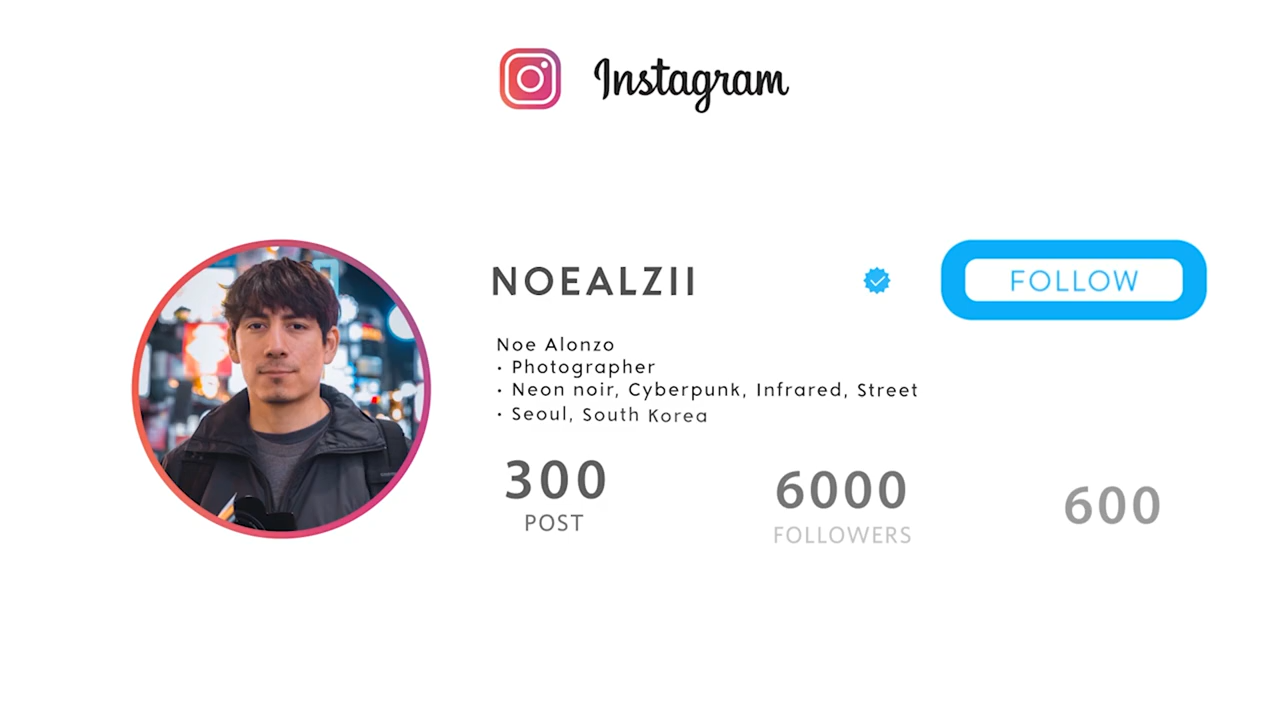 Instagram
NOEALZII
FOLLOW
Noe Alonzo
• Photographer
• Neon noir, Cyberpunk, Infrared, Street
• Seoul, South Korea
300
POST
6000
FOLLOWERS
600